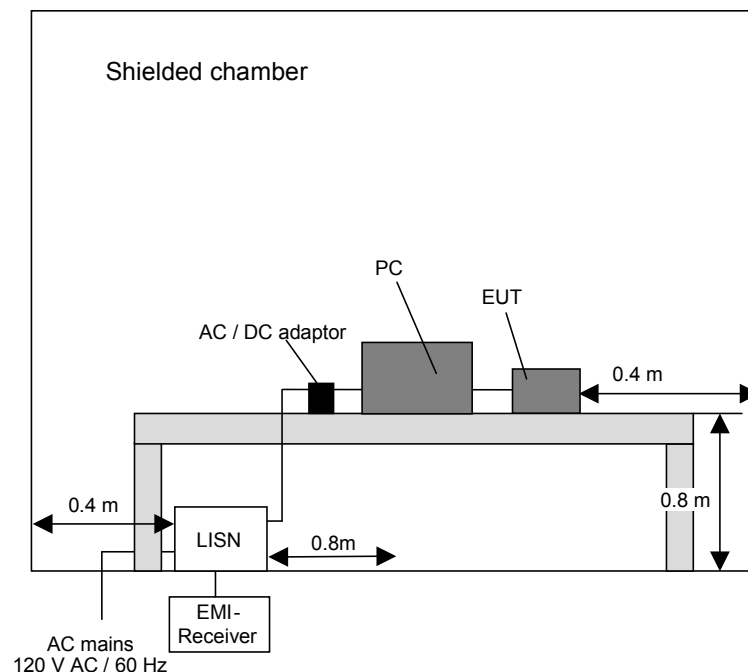 Shielded chamber
PC
EUT
AC / DC adaptor
0.4 m
0.4 m
0.8 m
LISN
0.8m
EMI-
Receiver
AC mains
120 V AC / 60 Hz